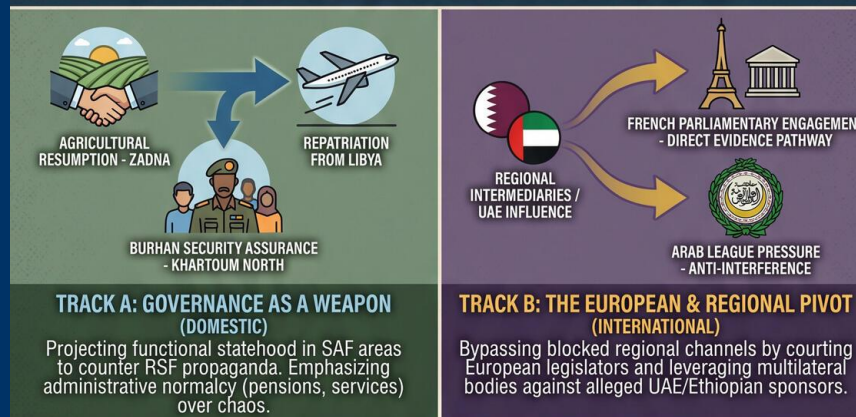 AGRICULTURAL
RESUMPTION - ZADNA
REPATRIATION
FROM LIBYA
BURHAN SECURITY ASSURANCE
- KHARTOUM NORTH
TRACK A: GOVERNANCE AS A WEAPON
(DOMESTIC)
Projecting functional statehood in SAF areas
to counter RSF propaganda. Emphasizing
administrative normalcy (pensions, services)
over chaos.
REGIONAL
INTERMEDIARIES /
UAE INFLUENCE
FRENCH PARLIAMENTARY ENGAGEMEN
- DIRECT EVIDENCE PATHWAY
ARAB LEAGUE PRESSURE
- ANTI-INTERFERENCE
TRACK B: THE EUROPEAN & REGIONAL PIVOT
(INTERNATIONAL)
Bypassing blocked regional channels by courting
European legislators and leveraging multilateral
bodies against alleged UAE/Ethiopian sponsors.